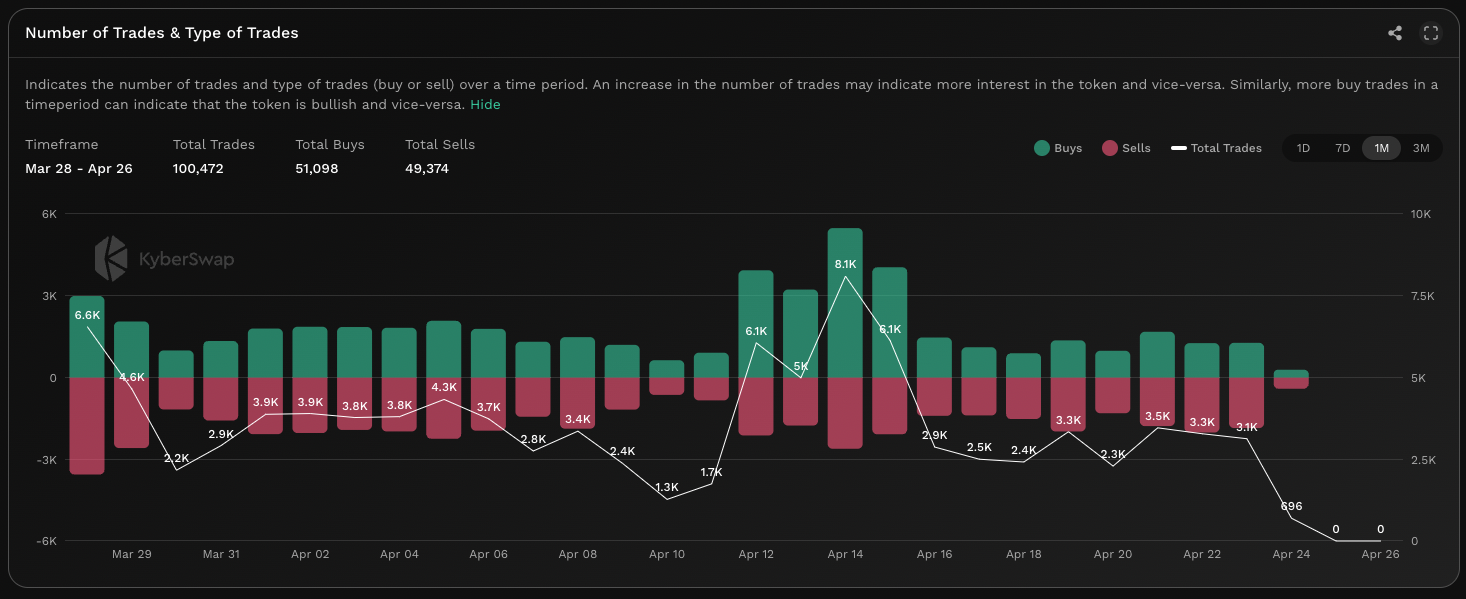 Number of Trades & Type of Trades
Indicates the number of trades and type of trades (buy or sell) over a time period. An increase in the number of trades may indicate more interest in the token and vice-versa. Similarly, more buy trades in a
timeperiod can indicate that the token is bullish and vice-versa. Hide
Timeframe Total Trades Total Buys Total Sells
Mar 28 - Apr 26 100,472 51,098 49,374
Buys Sells Total Trades 1D 7D 1M 3M
6K 10K
KyberSwap
3K 7.5K
0 5K
-3K 2.5K
-6K 0
6.6K 4.6K 2.2K 2.9K 3.9K 3.9K 3.8K 3.8K 4.3K 3.7K 2.8K 3.4K 2.4K 1.3K 1.7K 6.1K 5K 8.1K 6.1K 2.9K 2.5K 2.4K 3.3K 2.3K 3.5K 3.3K 3.1K 696 0 0
Mar 29 Mar 31 Apr 02 Apr 04 Apr 06 Apr 08 Apr 10 Apr 12 Apr 14 Apr 16 Apr 18 Apr 20 Apr 22 Apr 24 Apr 26